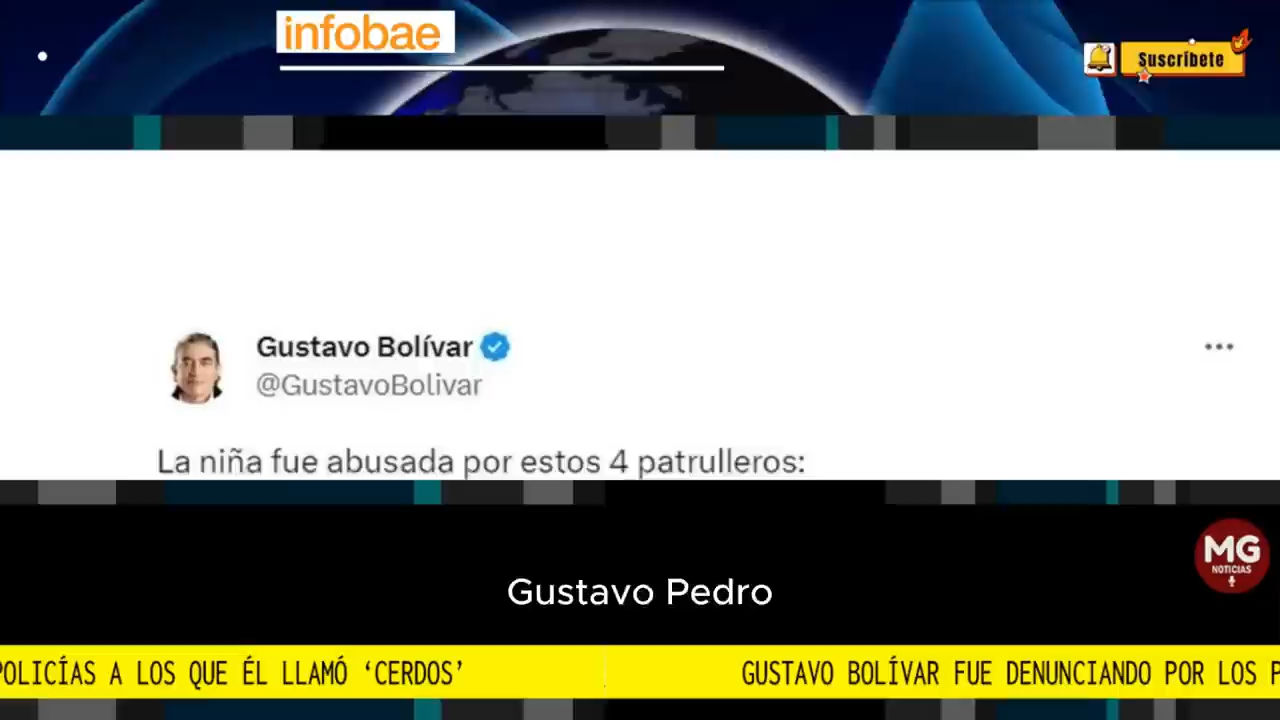 infobae
Suscríbete
Gustavo Bolívar
@GustavoBolivar
La niña fue abusada por estos 4 patrulleros:
MG
NOTICIAS
Gustavo Pedro
POLICÍAS A LOS QUE ÉL LLAMÓ ‘CERDOS’ GUSTAVO BOLÍVAR FUE DENUNCIANDO POR LOS P